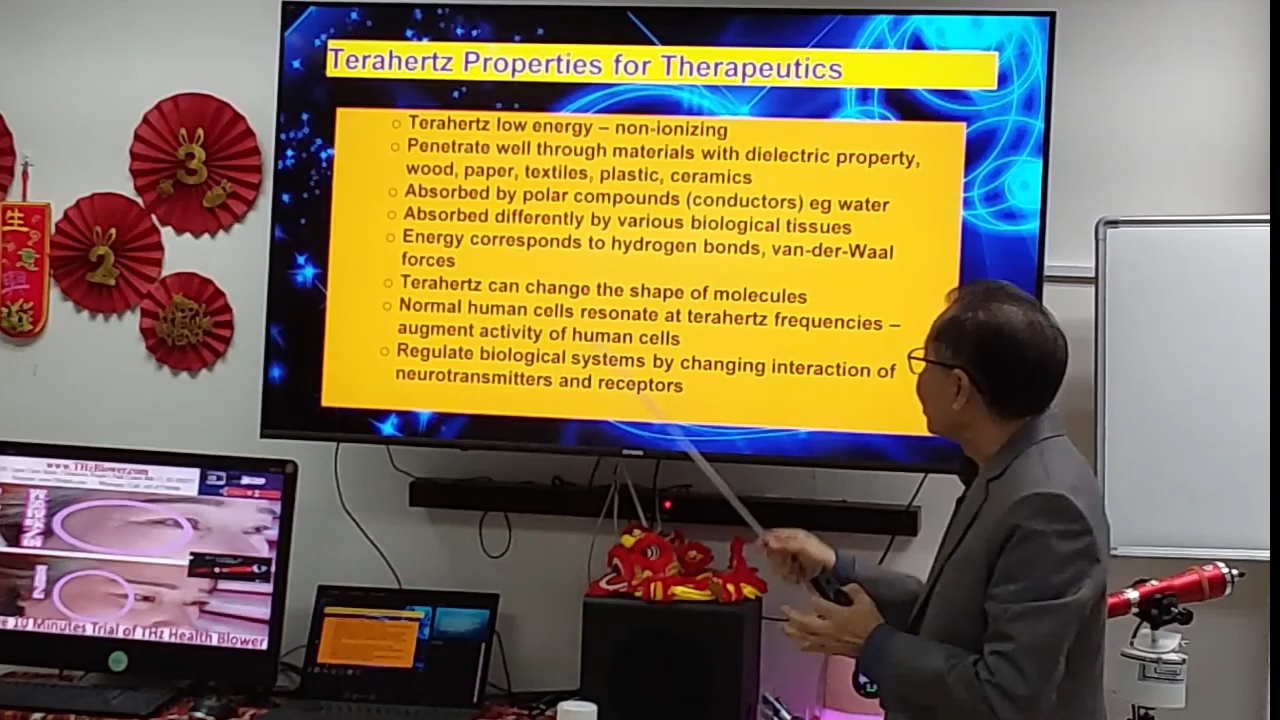 Terahertz Properties for Therapeutics
Terahertz low energy – non-ionizing
Penetrate well through materials with dielectric property,
wood, paper, textiles, plastic, ceramics
Absorbed by polar compounds (conductors) eg water
Absorbed differently by various biological tissues
Energy corresponds to hydrogen bonds, van-der-Waal
forces
Terahertz can change the shape of molecules
Normal human cells resonate at terahertz frequencies –
augment activity of human cells
Regulate biological systems by changing interaction of
neurotransmitters and receptors
3
2
生
www.THzBlower.com
10 Minutes Trial of THz Health Blower